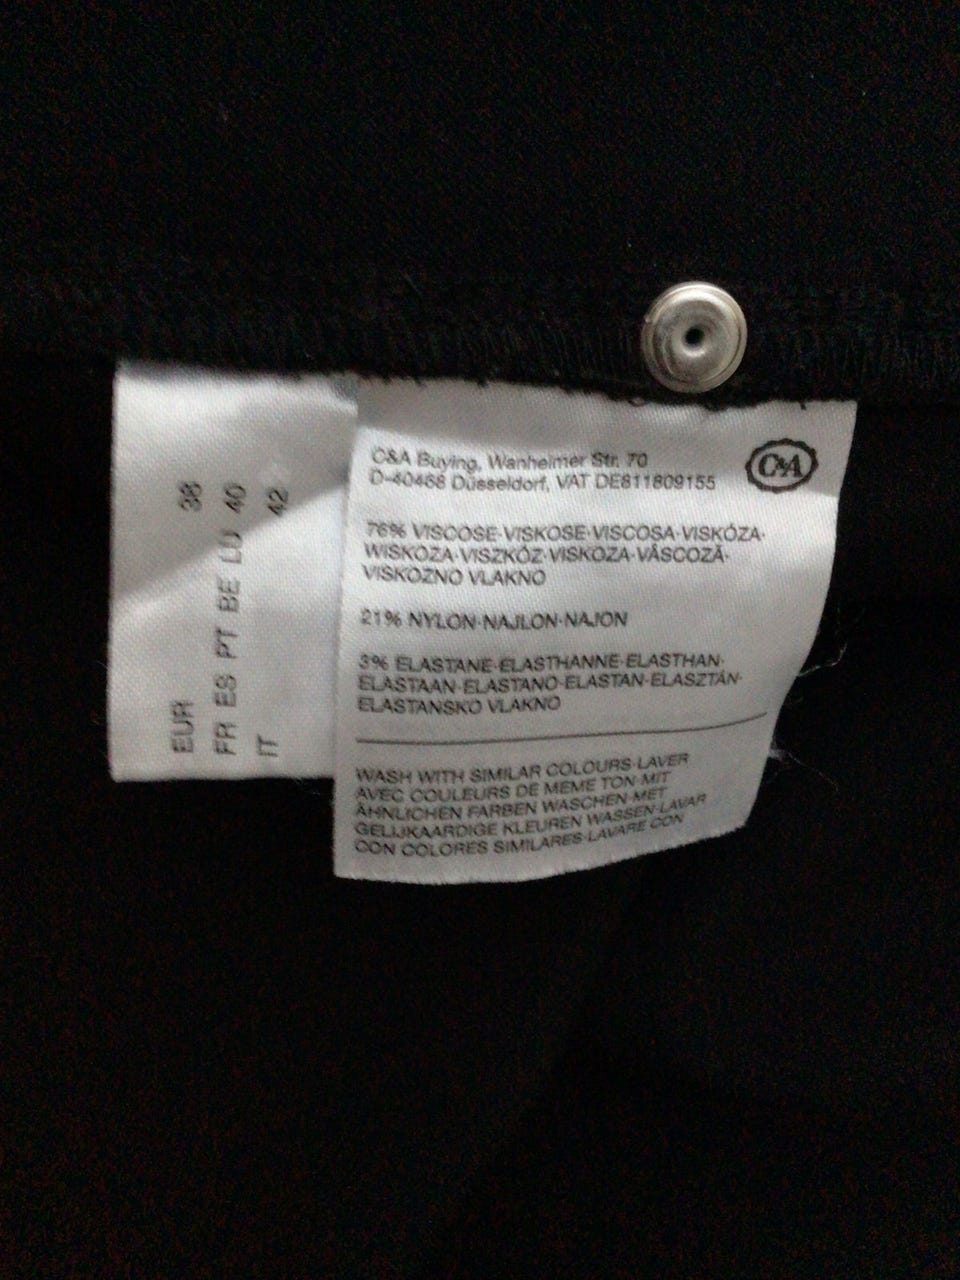 EUR 38
FR ES PT BE LU 40
IT 42
C&A Buying, Wanheimer Str. 70
D-40468 Düsseldorf, VAT DE811809155
C&A
76% VISCOSE·VISKOSE·VISCOSA·VISKÓZA·
WISKOZA·VISZKÓZ·VISKOZA·VÂSCOZĂ·
VISKOZNO VLAKNO
21% NYLON·NAJLON·NAJON
3% ELASTANE·ELASTHANNE·ELASTHAN·
ELASTAAN·ELASTANO·ELASTAN·ELASZTÁN·
ELASTANSKO VLAKNO
WASH WITH SIMILAR COLOURS·LAVER
AVEC COULEURS DE MEME TON·MIT
ÄHNLICHEN FARBEN WASCHEN·MET
GELIJKAARDIGE KLEUREN WASSEN·LAVAR
CON COLORES SIMILARES·LAVARE CON